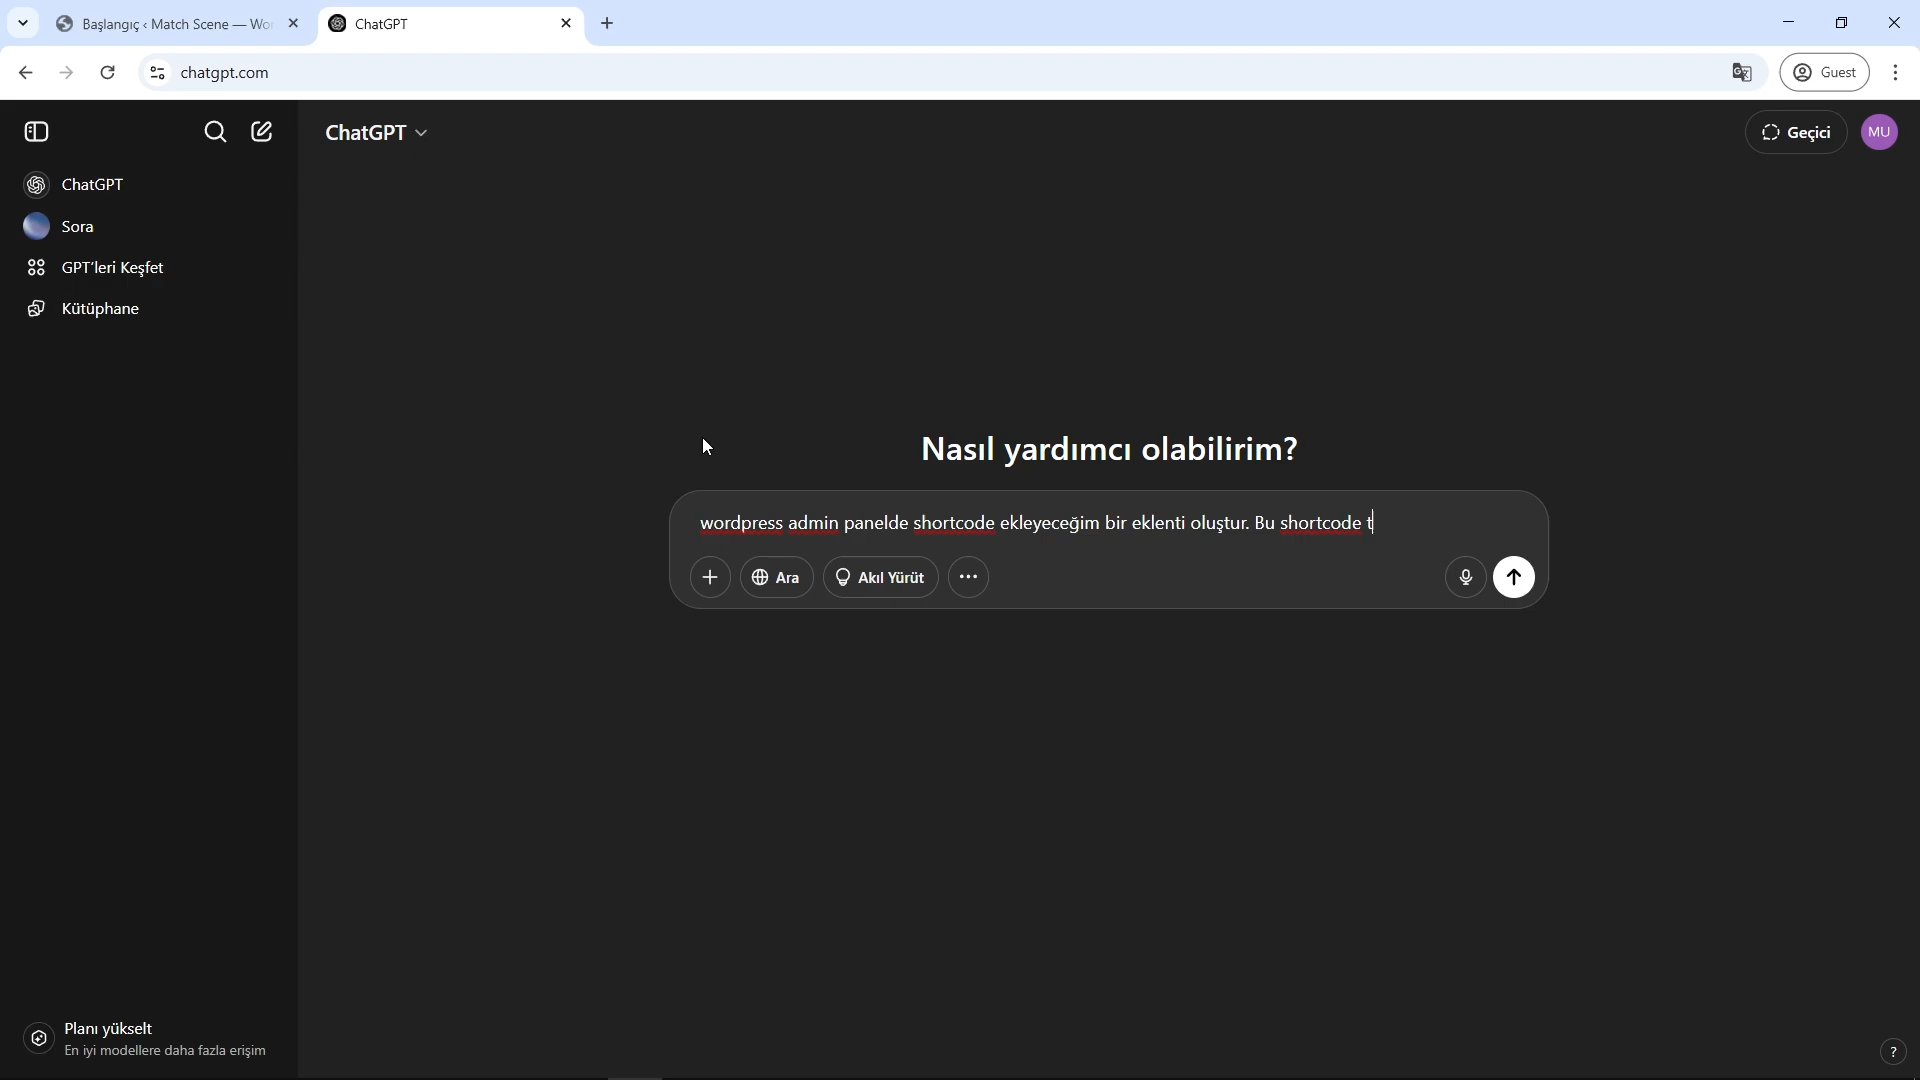 Başlangıç ‹ Match Scene — Wo
ChatGPT
chatgpt.com
Guest
ChatGPT
Geçici
MU
ChatGPT
Sora
GPT'leri Keşfet
Kütüphane
Nasıl yardımcı olabilirim?
wordpress admin panelde shortcode ekleyeceğim bir eklenti oluştur. Bu shortcode t
Ara
Akıl Yürüt
Planı yükselt
En iyi modellere daha fazla erişim
?